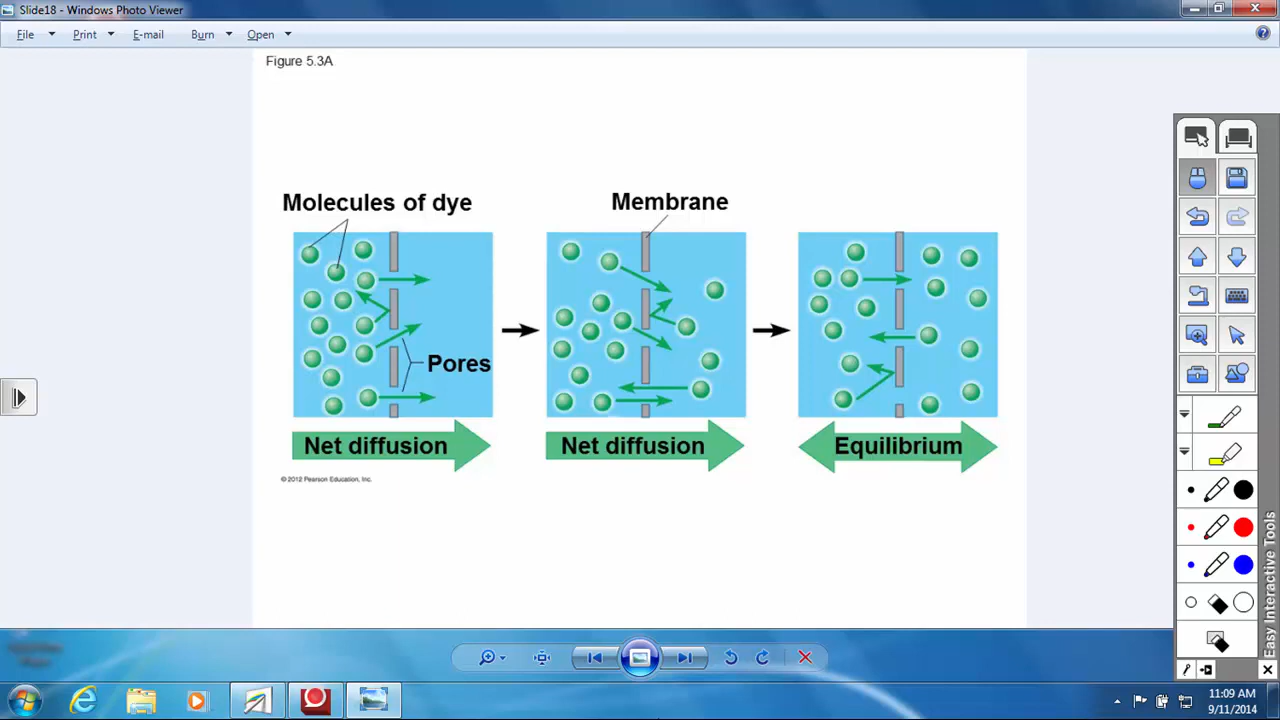 Slide18 - Windows Photo Viewer
File Print E-mail Burn Open
Figure 5.3A
Molecules of dye
Membrane
Pores
Net diffusion
Net diffusion
Equilibrium
© 2012 Pearson Education, Inc.
Easy Interactive Tools
11:09 AM
9/11/2014